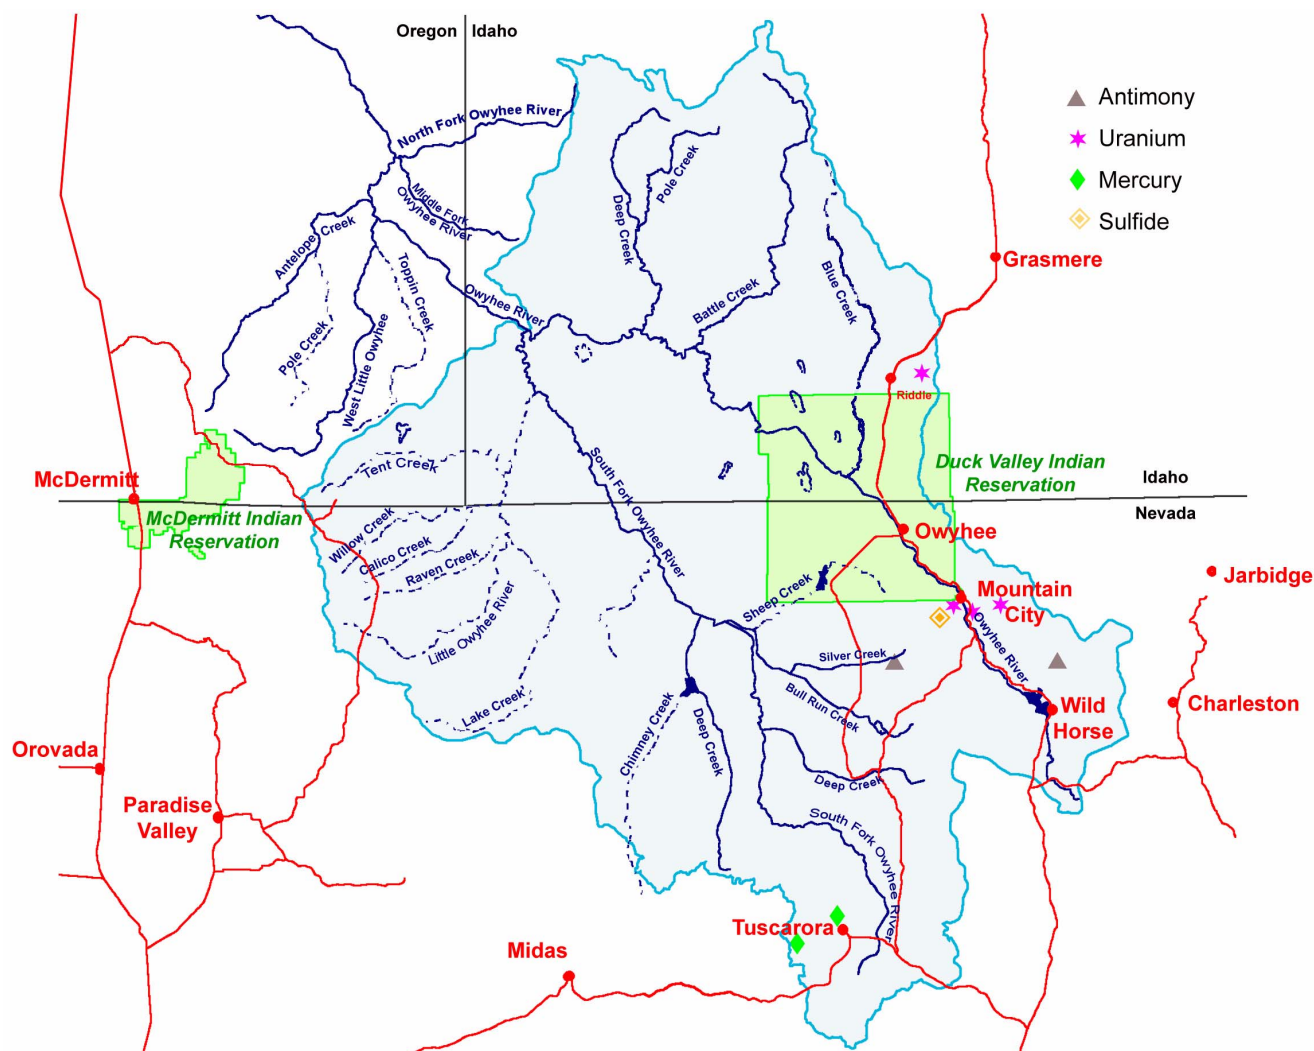 Oregon
Idaho
Antimony
Uranium
Mercury
Sulfide
North Fork Owyhee River
Middle Fork
Owyhee River
Pole Creek
Deep Creek
Antelope Creek
Toppin Creek
Owyhee River
Battle Creek
Blue Creek
Grasmere
Pole Creek
West Little Owyhee
Riddle
McDermitt
McDermitt Indian
Reservation
Tent Creek
South Fork Owyhee River
Duck Valley Indian
Reservation
Idaho
Nevada
Willow Creek
Calico Creek
Raven Creek
Little Owyhee River
Owyhee
Sheep Creek
Mountain
City
Jarbidge
Owyhee River
Silver Creek
Bull Run Creek
Lake Creek
Chimney Creek
Deep Creek
Wild
Horse
Charleston
Orovada
Deep Creek
Paradise
Valley
South Fork Owyhee River
Tuscarora
Midas